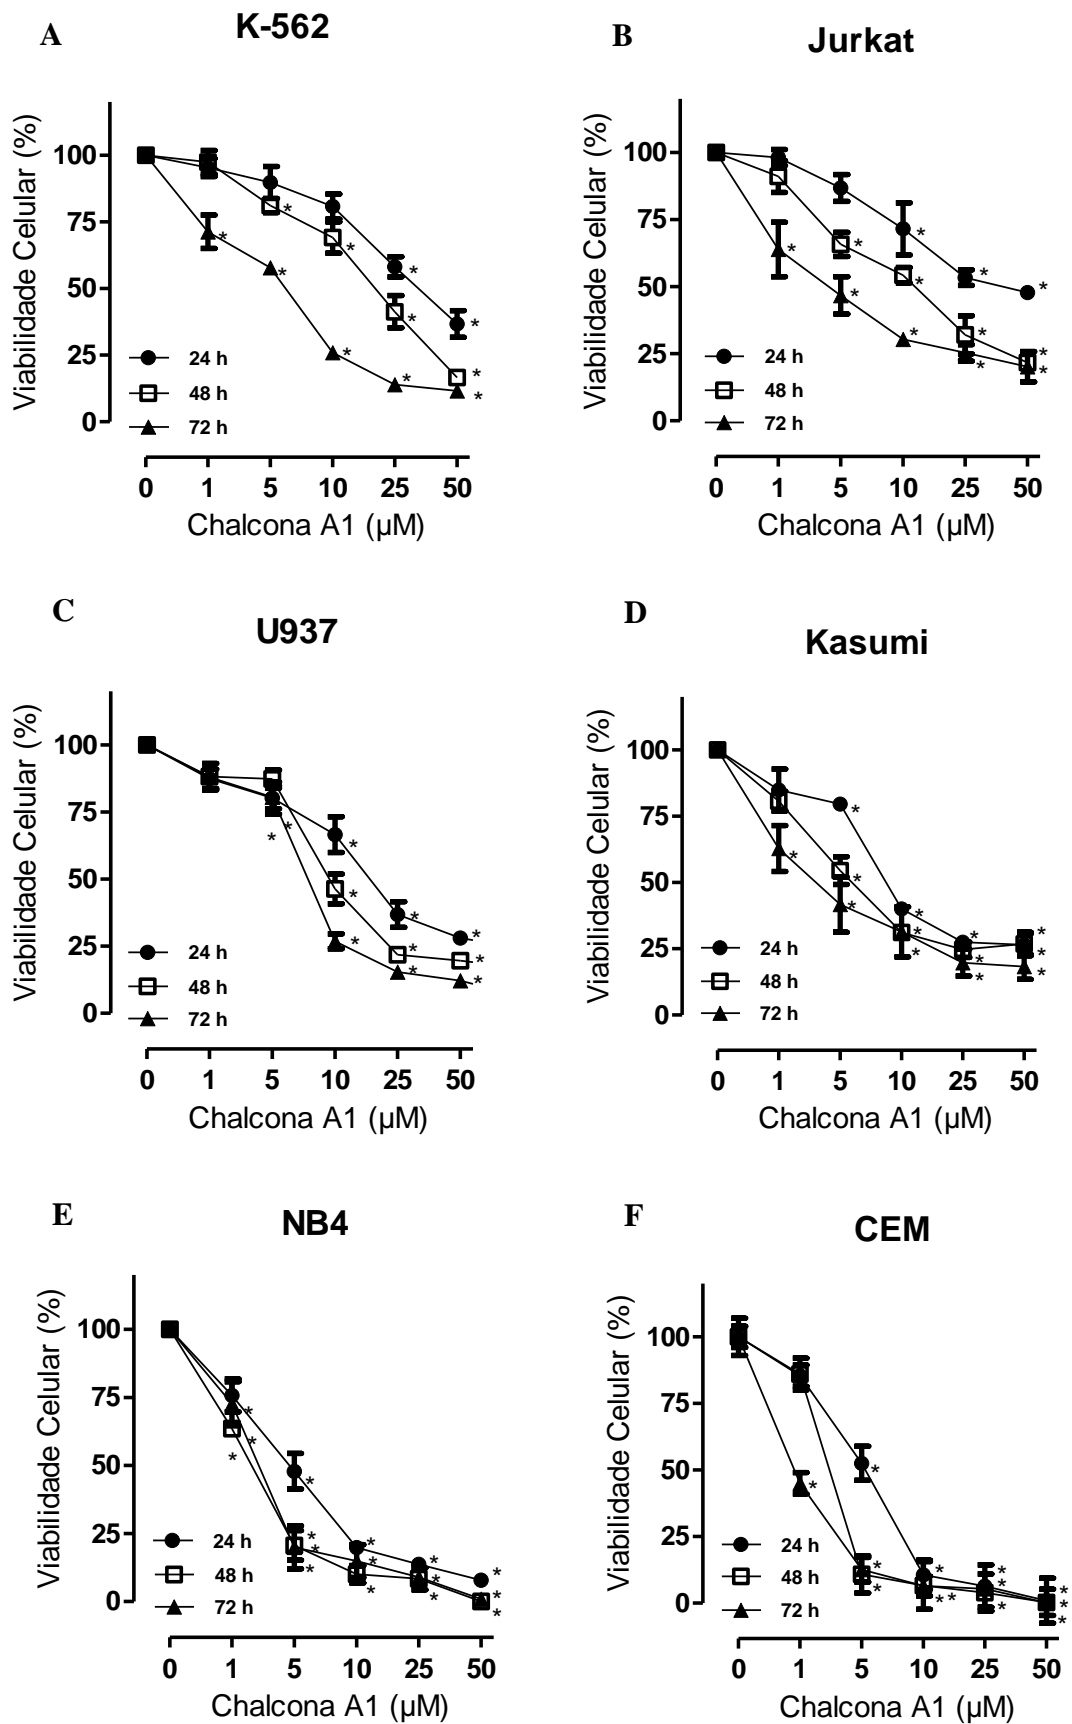 A
K-562
Viabilidade Celular (%)
100
75
50
25
0
24 h
48 h
72 h
* * * * * * * * * * *
0 1 5 10 25 50
Chalcona A1 (µM)
B
Jurkat
Viabilidade Celular (%)
100
75
50
25
0
24 h
48 h
72 h
* * * * * * * * * * * *
0 1 5 10 25 50
Chalcona A1 (µM)
C
U937
Viabilidade Celular (%)
100
75
50
25
0
24 h
48 h
72 h
* * * * * * * * * * *
0 1 5 10 25 50
Chalcona A1 (µM)
D
Kasumi
Viabilidade Celular (%)
100
75
50
25
0
24 h
48 h
72 h
* * * * * * * * * * * * *
0 1 5 10 25 50
Chalcona A1 (µM)
E
NB4
Viabilidade Celular (%)
100
75
50
25
0
24 h
48 h
72 h
* * * * * * * * * * * * * * *
0 1 5 10 25 50
Chalcona A1 (µM)
F
CEM
Viabilidade Celular (%)
100
75
50
25
0
24 h
48 h
72 h
* * * * * * * * * * * * *
0 1 5 10 25 50
Chalcona A1 (µM)